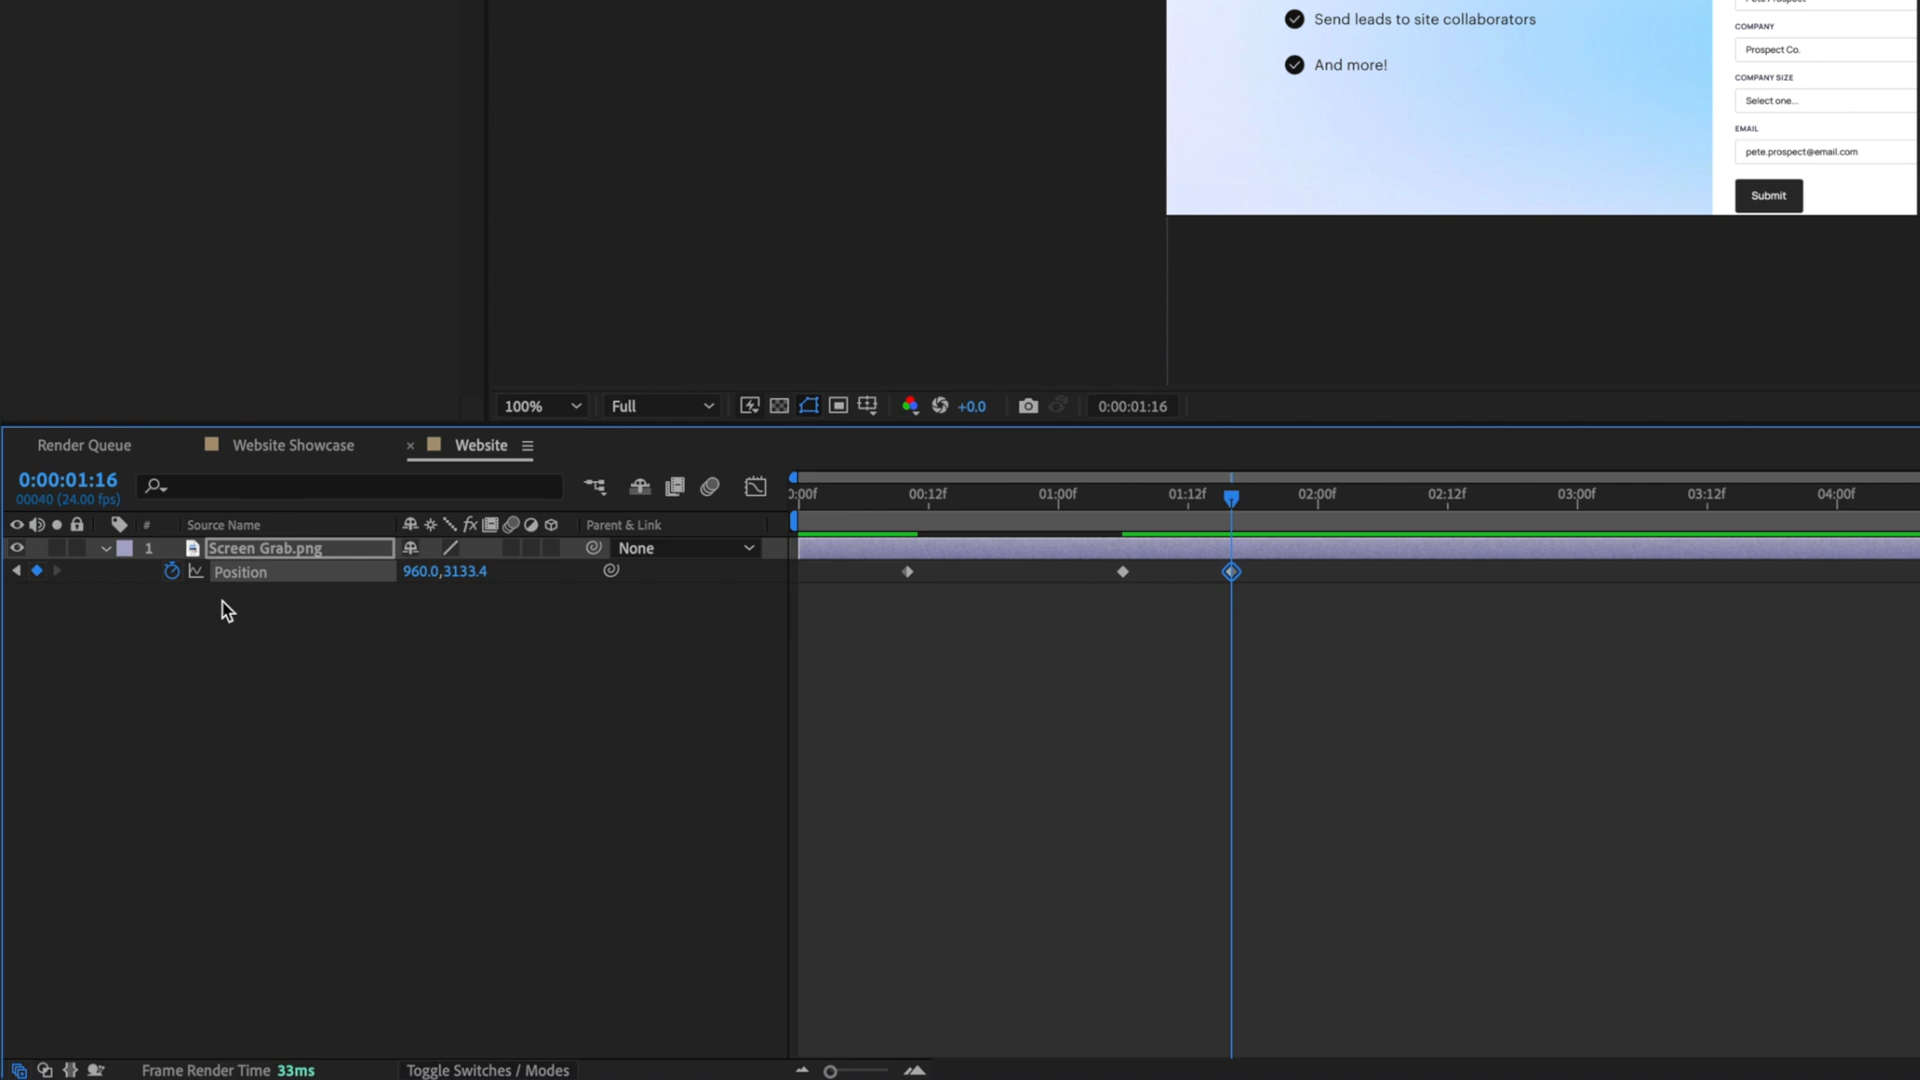 Send leads to site collaborators
And more!
COMPANY
Prospect Co.
COMPANY SIZE
Select one...
EMAIL
pete.prospect@email.com
Submit
100%
Full
+0.0
0:00:01:16
Render Queue
Website Showcase
× Website
0:00:01:16
00040 (24.00 fps)
:00f 00:12f 01:00f 01:12f 02:00f 02:12f 03:00f 03:12f 04:00f
# Source Name
fx
Parent & Link
1 Screen Grab.png
None
Position
960.0,3133.4
Frame Render Time 33ms
Toggle Switches / Modes